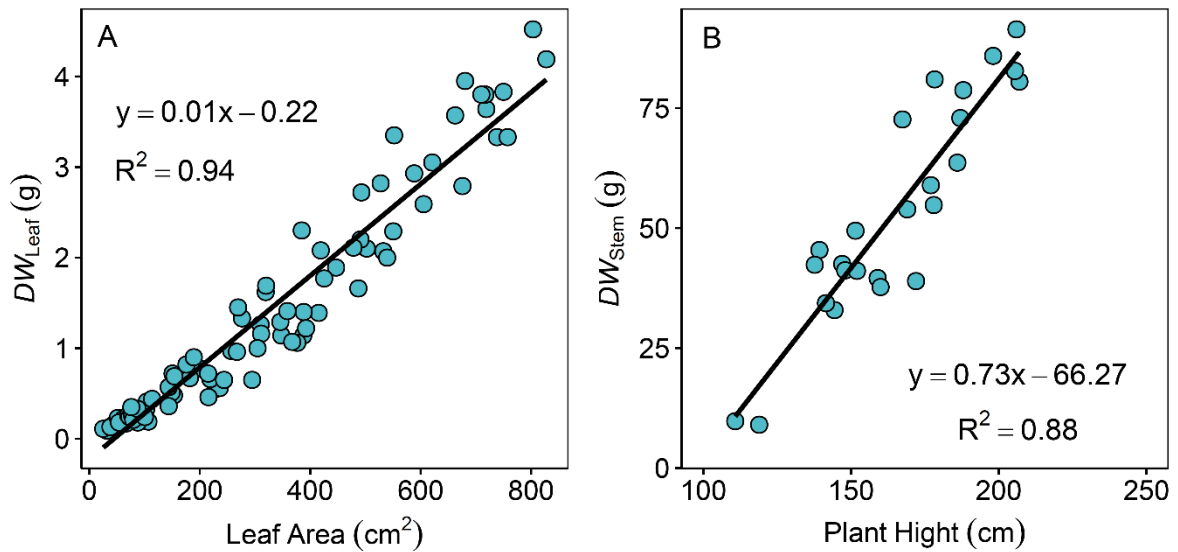 A
y = 0.01x − 0.22
R² = 0.94
DW_Leaf (g)
4
3
2
1
0
0 200 400 600 800
Leaf Area (cm²)
B
DW_Stem (g)
75
50
25
0
y = 0.73x − 66.27
R² = 0.88
100 150 200 250
Plant Hight (cm)